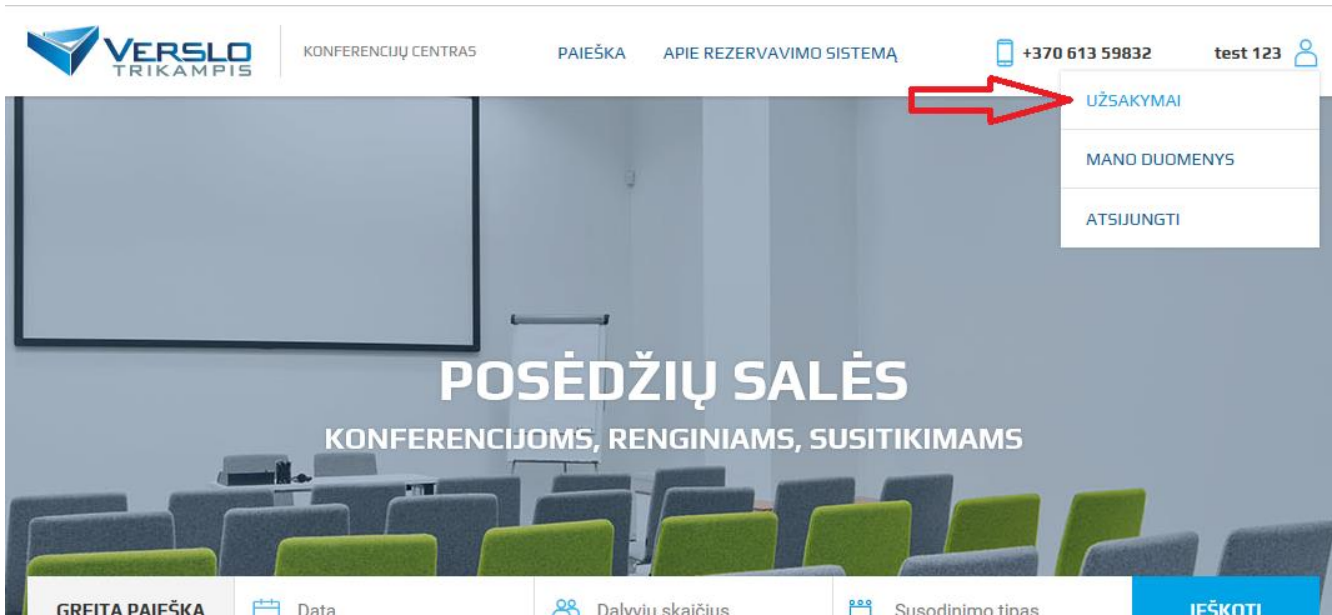 VERSLO
TRIKAMPIS
KONFERENCIJŲ CENTRAS
PAIEŠKA
APIE REZERVAVIMO SISTEMĄ
+370 613 59832
test 123
UŽSAKYMAI
MANO DUOMENYS
ATSIJUNGTI
POSĖDŽIŲ SALĖS
KONFERENCIJOMS, RENGINIAMS, SUSITIKIMAMS
GREITA PAIEŠKA
Data
Dalyvių skaičius
Susodinimo tipas
IEŠKOTI